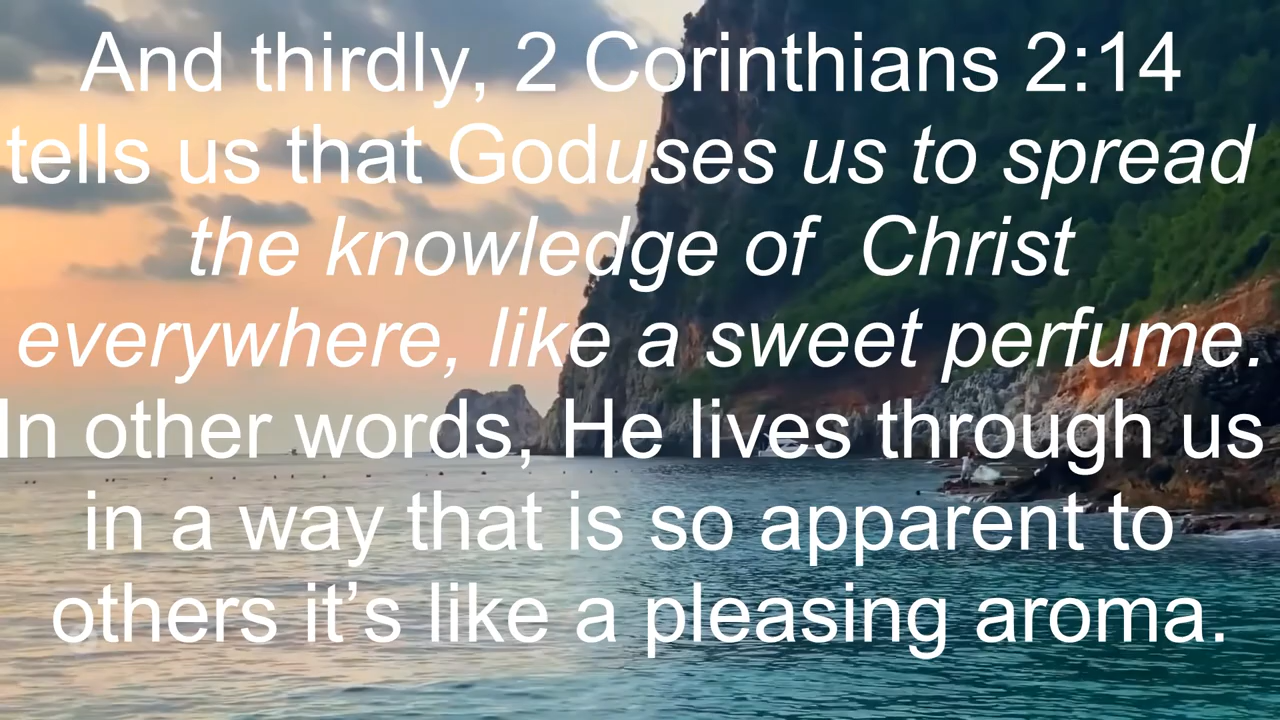 And thirdly, 2 Corinthians 2:14
tells us that Goduses us to spread
the knowledge of  Christ
everywhere, like a sweet perfume.
In other words, He lives through us
in a way that is so apparent to
others it’s like a pleasing aroma.